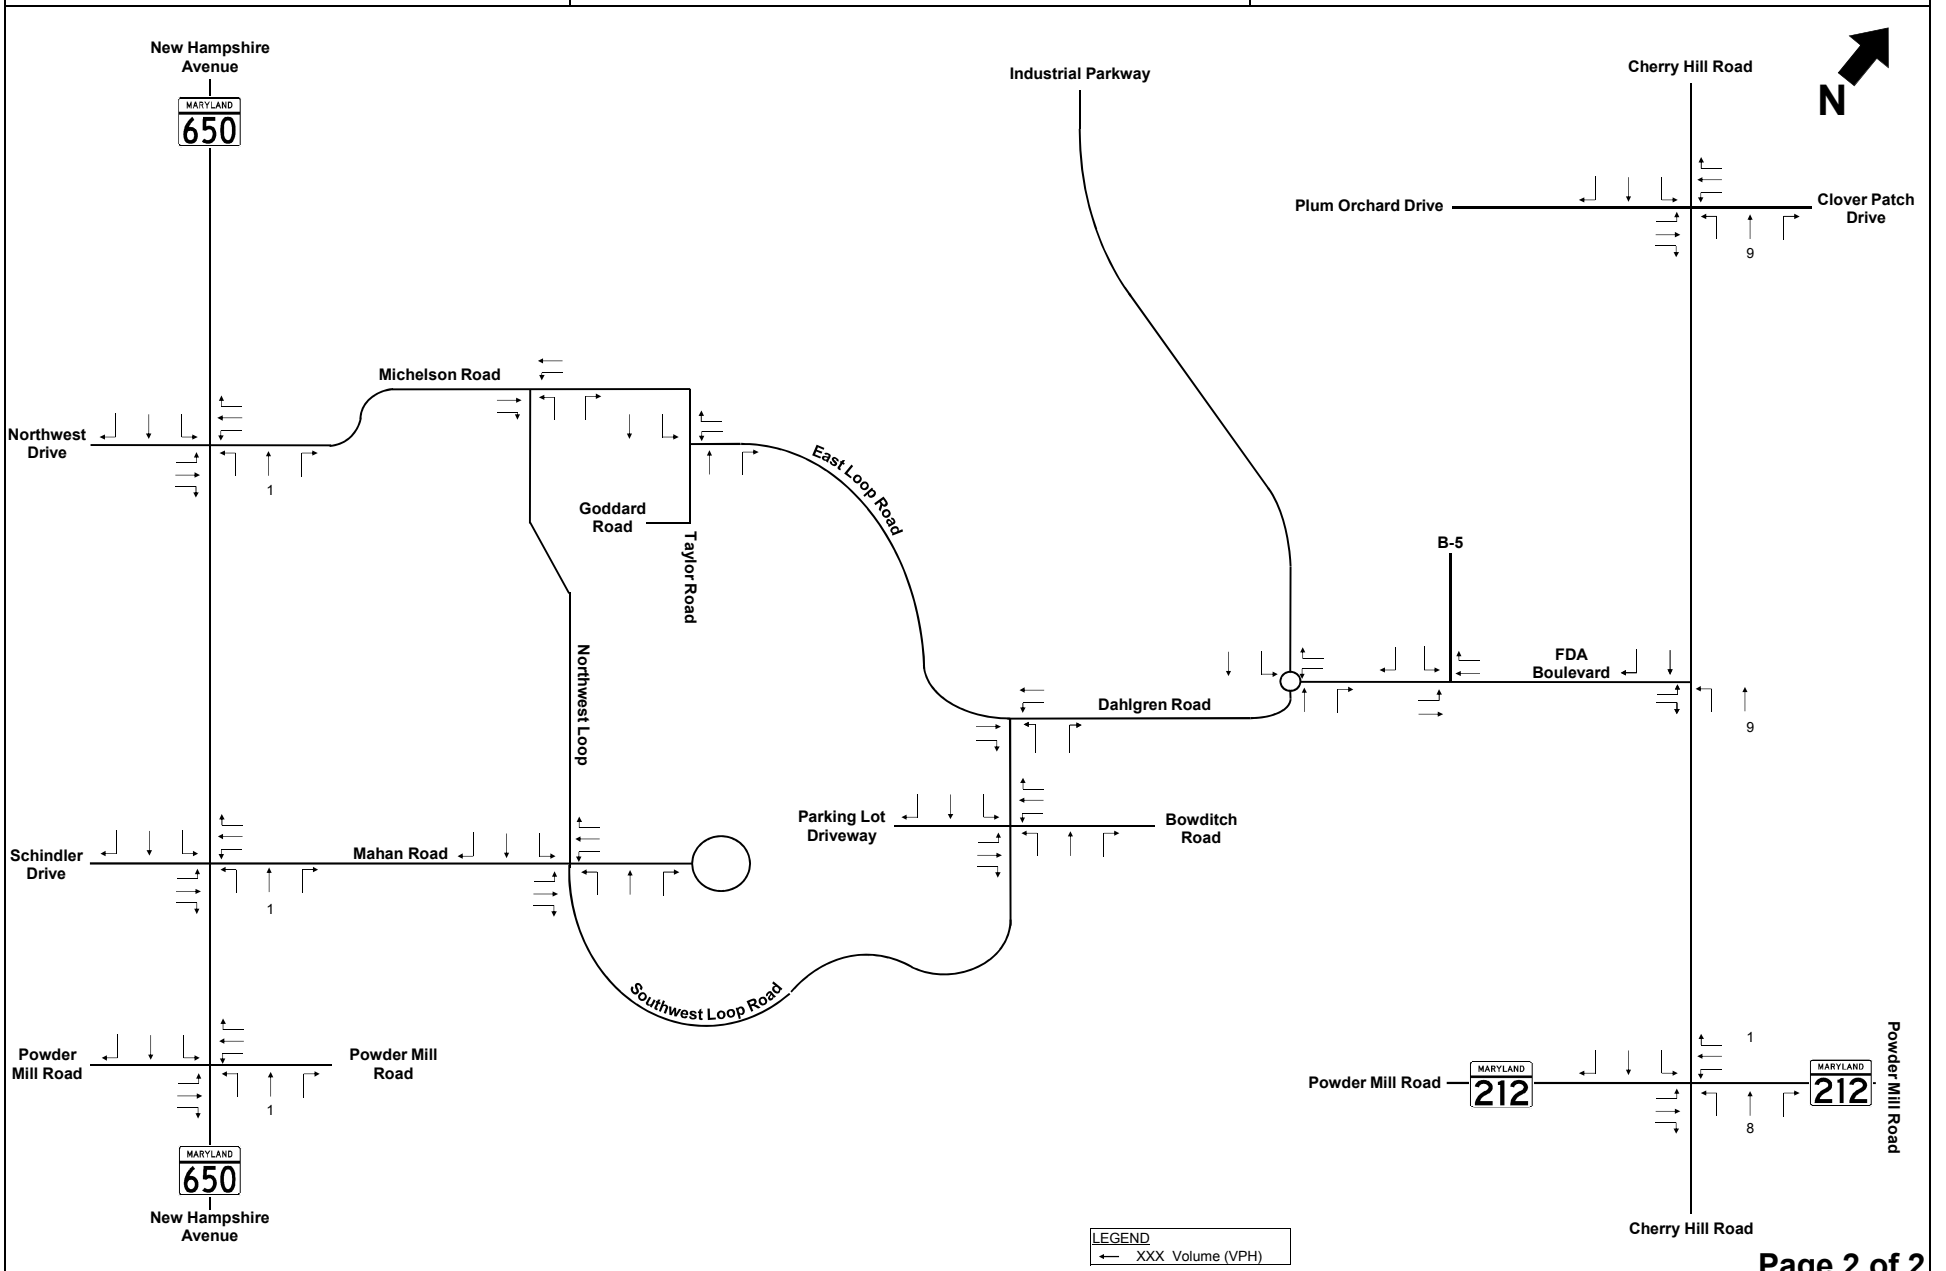 New Hampshire
Avenue
MARYLAND
650
Industrial Parkway
Cherry Hill Road
N
Plum Orchard Drive
Clover Patch
Drive
9
Michelson Road
Northwest
Drive
1
East Loop Road
Goddard
Road
Taylor Road
B-5
Northwest Loop
FDA
Boulevard
Dahlgren Road
9
Parking Lot
Driveway
Bowditch
Road
Schindler
Drive
Mahan Road
1
Southwest Loop Road
Powder
Mill Road
Powder Mill
Road
1
1
Powder Mill Road
MARYLAND
212
MARYLAND
212
Powder Mill Road
8
MARYLAND
650
New Hampshire
Avenue
Cherry Hill Road
LEGEND
XXX Volume (VPH)
Page 2 of 2